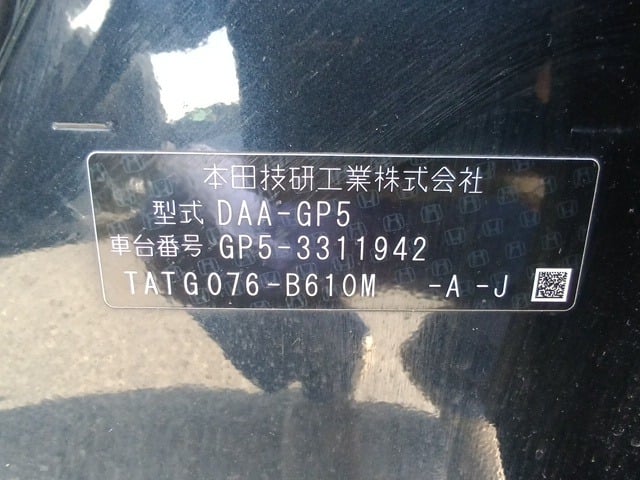 本田技研工業株式会社
型式 DAA-GP5
車台番号 GP5-3311942
TATG076-B610M -A -J